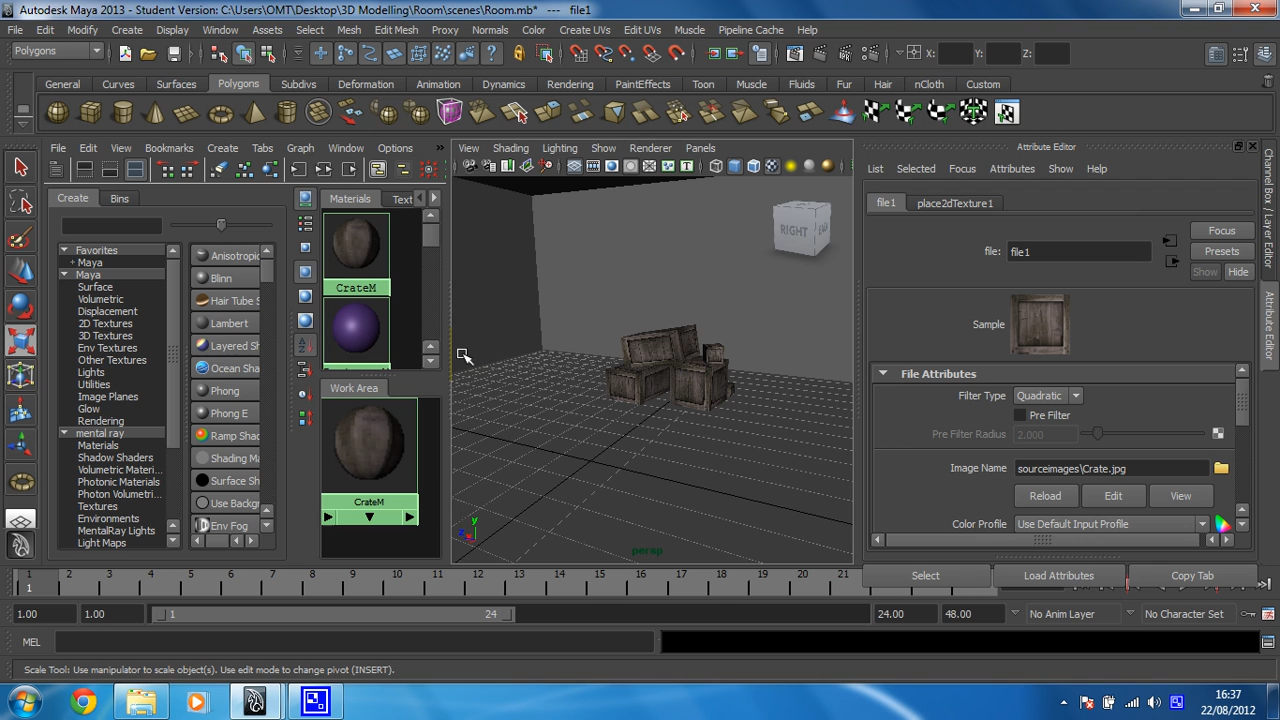 Autodesk Maya 2013 - Student Version: C:\Users\OMT\Desktop\3D Modelling\Room\scenes\Room.mb* --- file1
File Edit Modify Create Display Window Assets Select Mesh Edit Mesh Proxy Normals Color Create UVs Edit UVs Muscle Pipeline Cache Help
Polygons X: Y: Z:
General Curves Surfaces Polygons Subdivs Deformation Animation Dynamics Rendering PaintEffects Toon Muscle Fluids Fur Hair nCloth Custom
File Edit View Bookmarks Create Tabs Graph Window Options »
View Shading Lighting Show Renderer Panels
Attribute Editor
List Selected Focus Attributes Show Help
Create Bins
Materials Text
Favorites
+ Maya
Maya
Surface
Volumetric
Displacement
2D Textures
3D Textures
Env Textures
Other Textures
Lights
Utilities
Image Planes
Glow
Rendering
mental ray
Materials
Shadow Shaders
Volumetric Materi...
Photonic Materials
Photon Volumetri...
Textures
Environments
MentalRay Lights
Light Maps
Anisotropic
Blinn
Hair Tube S
Lambert
Layered Sh
Ocean Sha
Phong
Phong E
Ramp Shad
Shading Ma
Surface Sh
Use Backg
Env Fog
CrateM
Work Area
CrateM
RIGHT
y
z
persp
file1 place2dTexture1
file: file1
Focus
Presets
Show Hide
Sample
File Attributes
Filter Type Quadratic
Pre Filter
Pre Filter Radius 2.000
Image Name sourceimages\Crate.jpg
Reload Edit View
Color Profile Use Default Input Profile
Select Load Attributes Copy Tab
Channel Box / Layer Editor
Attribute Editor
1 2 3 4 5 6 7 8 9 10 11 12 13 14 15 16 17 18 19 20 21
1
1.00 1.00 1 24 24.00 48.00 No Anim Layer No Character Set
MEL
Scale Tool: Use manipulator to scale object(s). Use edit mode to change pivot (INSERT).
16:37
22/08/2012